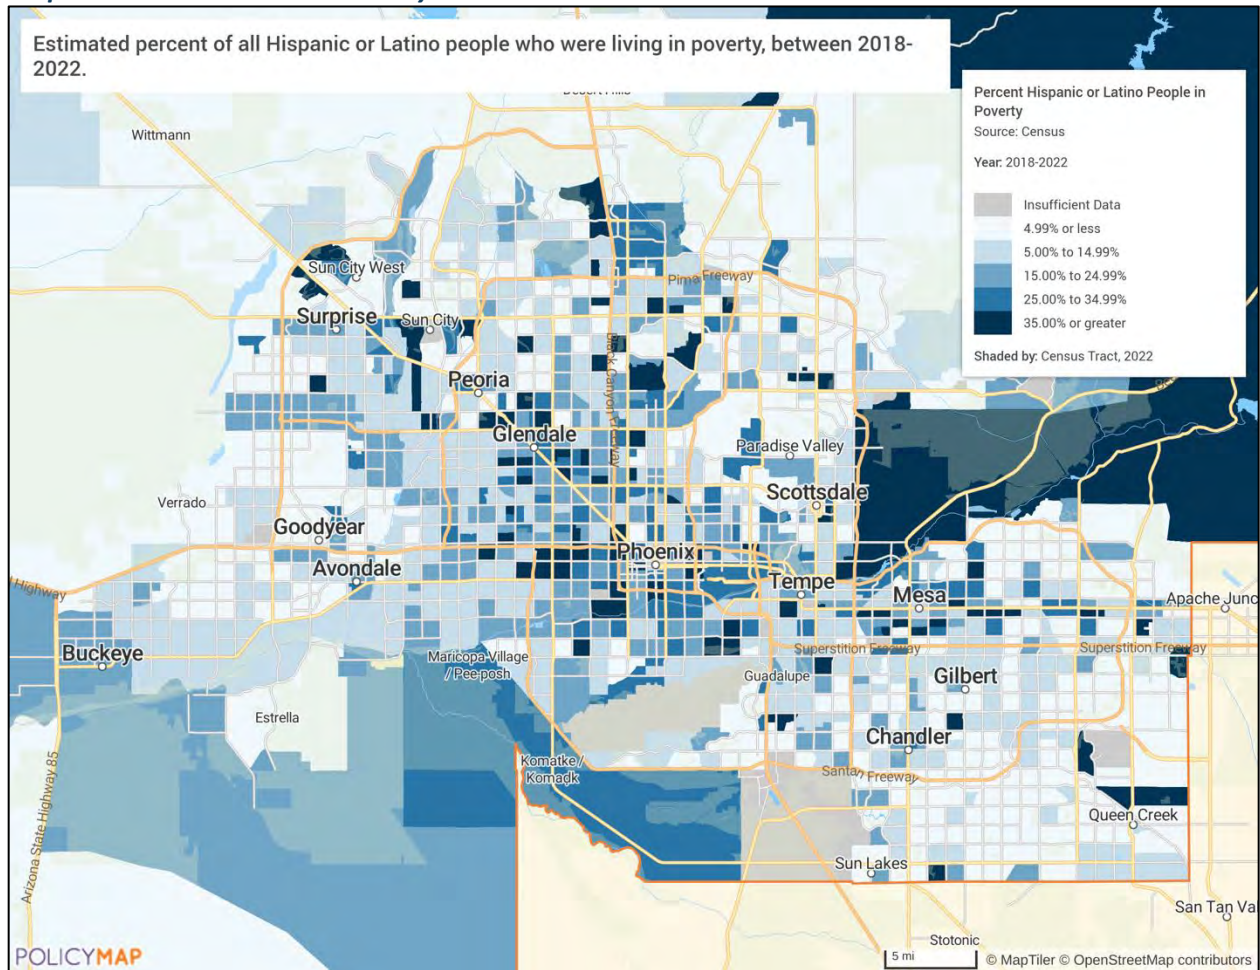 Estimated percent of all Hispanic or Latino people who were living in poverty, between 2018-
2022.
Percent Hispanic or Latino People in
Poverty
Source: Census
Year: 2018-2022
Insufficient Data
4.99% or less
5.00% to 14.99%
15.00% to 24.99%
25.00% to 34.99%
35.00% or greater
Shaded by: Census Tract, 2022
Wittmann
Sun City West
Pima Freeway
Surprise
Sun City
Black Canyon Freeway
Peoria
Glendale
Paradise Valley
Scottsdale
Verrado
Goodyear
Phoenix
Avondale
Tempe
Mesa
Highway
Apache Junc
Buckeye
Maricopa Village
/ Pee-posh
Superstition Freeway
Superstition Freeway
Guadalupe
Gilbert
Estrella
Chandler
Komatke /
Komaḍk
Santan Freeway
Arizona State Highway 85
Queen Creek
Sun Lakes
San Tan Va
Stotonic
POLICYMAP
5 mi
© MapTiler © OpenStreetMap contributors